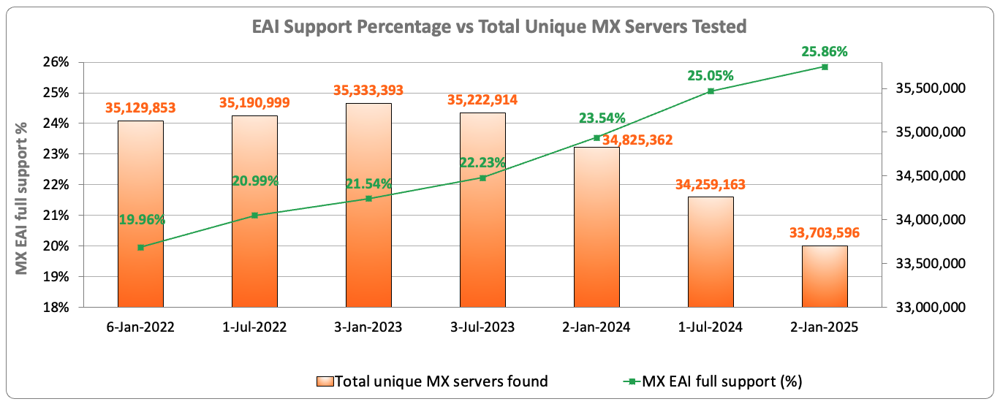 EAI Support Percentage vs Total Unique MX Servers Tested
MX EAI full support %
26%
25%
24%
23%
22%
21%
20%
19%
18%
35,129,853
35,190,999
35,333,393
35,222,914
34,825,362
34,259,163
33,703,596
19.96%
20.99%
21.54%
22.23%
23.54%
25.05%
25.86%
35,500,000
35,000,000
34,500,000
34,000,000
33,500,000
33,000,000
6-Jan-2022
1-Jul-2022
3-Jan-2023
3-Jul-2023
2-Jan-2024
1-Jul-2024
2-Jan-2025
Total unique MX servers found
MX EAI full support (%)